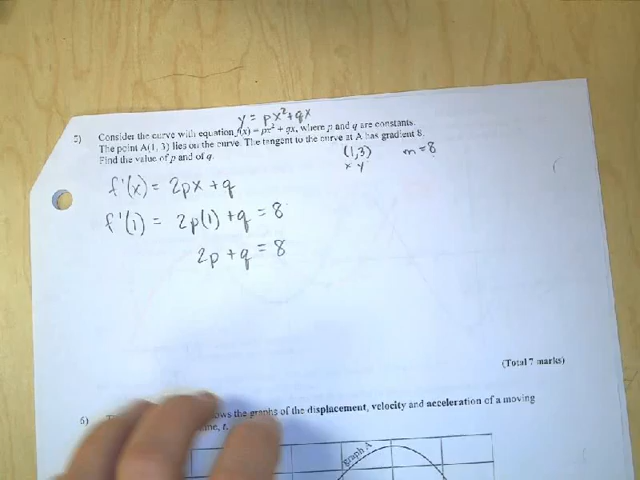 y = px²+qx
5) Consider the curve with equation f(x) = px² + qx, where p and q are constants.
The point A(1, 3) lies on the curve. The tangent to the curve at A has gradient 8.
Find the value of p and of q.
(1,3) m = 8
x y
f'(x) = 2px + q
f'(1) = 2p(1) + q = 8
2p + q = 8
(Total 7 marks)
6) ows the graphs of the displacement, velocity and acceleration of a moving
me, t.
graph A